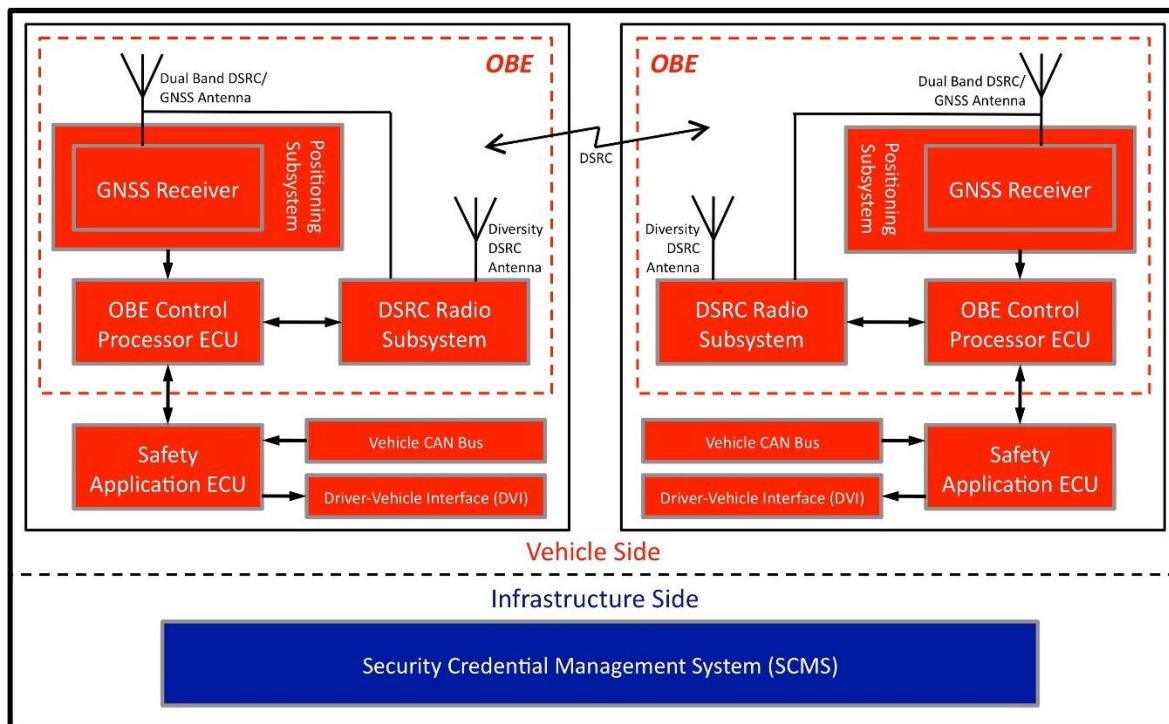 OBE
Dual Band DSRC/
GNSS Antenna
GNSS Receiver
Positioning
Subsystem
Diversity
DSRC
Antenna
OBE Control
Processor ECU
DSRC Radio
Subsystem
Safety
Application ECU
Vehicle CAN Bus
Driver-Vehicle Interface (DVI)
DSRC
OBE
Dual Band DSRC/
GNSS Antenna
Positioning
Subsystem
GNSS Receiver
Diversity
DSRC
Antenna
DSRC Radio
Subsystem
OBE Control
Processor ECU
Vehicle CAN Bus
Driver-Vehicle Interface (DVI)
Safety
Application ECU
Vehicle Side
Infrastructure Side
Security Credential Management System (SCMS)